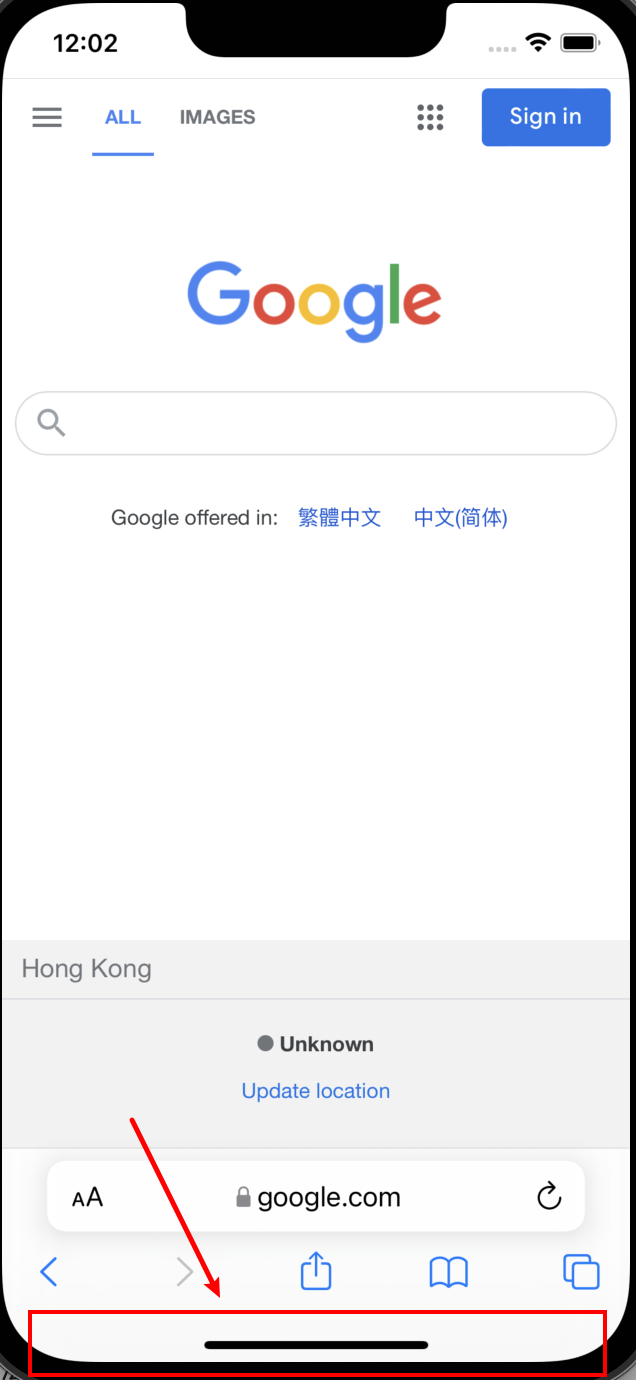 12:02
ALL IMAGES Sign in
Google
Google offered in: 繁體中文 中文(简体)
Hong Kong
Unknown
Update location
AA google.com